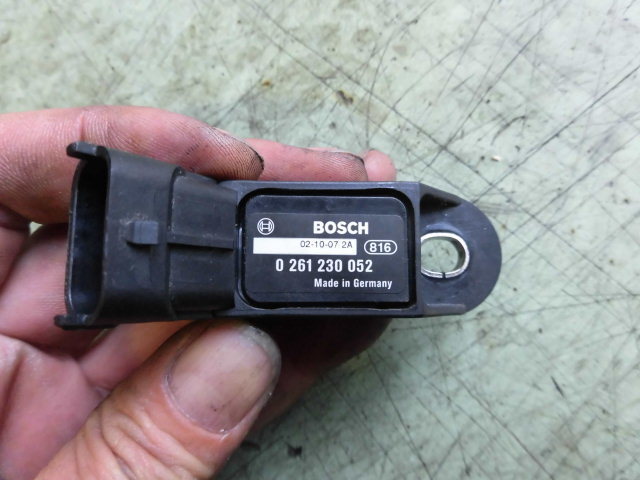 BOSCH
02-10-07 2A
816
0 261 230 052
Made in Germany